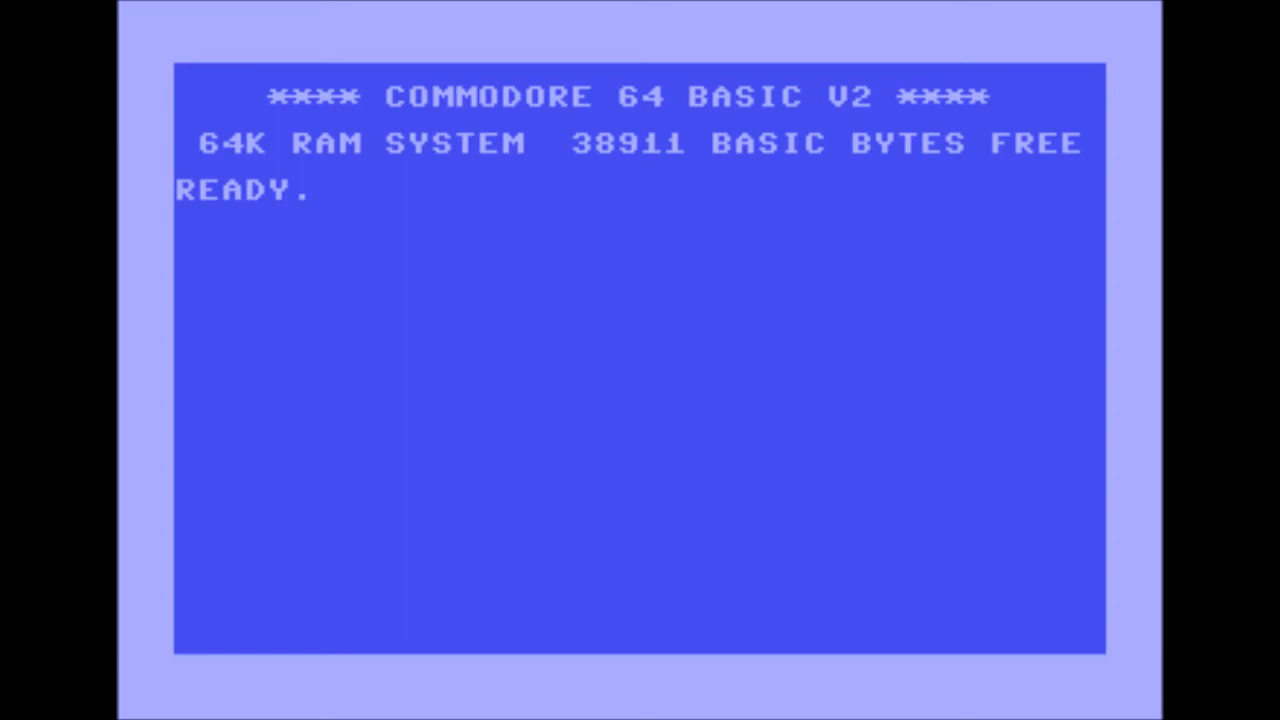 **** COMMODORE 64 BASIC V2 ****
64K RAM SYSTEM  38911 BASIC BYTES FREE
READY.